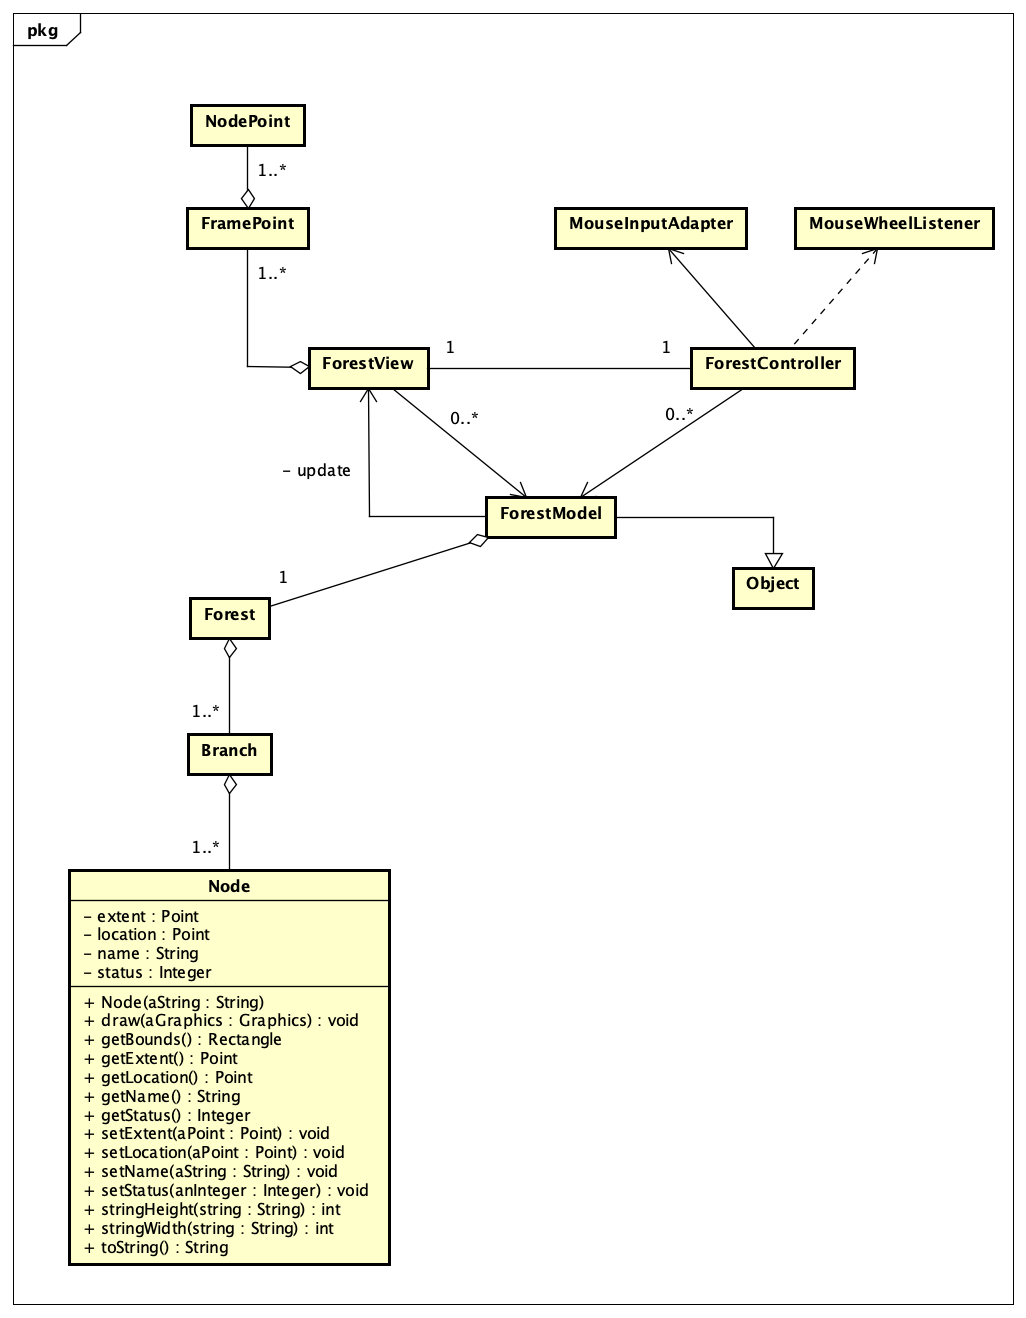 pkg
NodePoint
1..*
FramePoint
MouseInputAdapter
MouseWheelListener
1..*
ForestView
1
1
ForestController
0..*
0..*
– update
ForestModel
1
Object
Forest
1..*
Branch
1..*
Node
– extent : Point
– location : Point
– name : String
– status : Integer
+ Node(aString : String)
+ draw(aGraphics : Graphics) : void
+ getBounds() : Rectangle
+ getExtent() : Point
+ getLocation() : Point
+ getName() : String
+ getStatus() : Integer
+ setExtent(aPoint : Point) : void
+ setLocation(aPoint : Point) : void
+ setName(aString : String) : void
+ setStatus(anInteger : Integer) : void
+ stringHeight(string : String) : int
+ stringWidth(string : String) : int
+ toString() : String